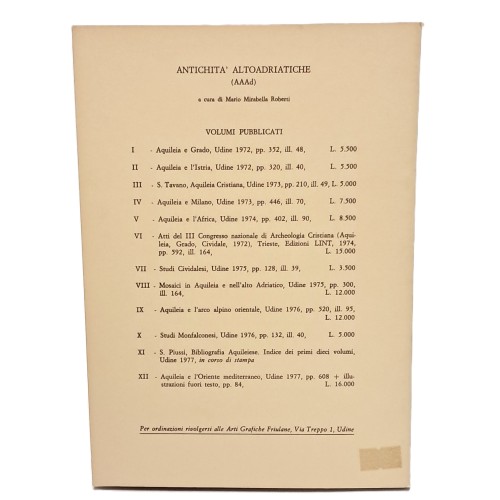 ANTICHITA' ALTOADRIATICHE
(AAAd)
a cura di Mario Mirabella Roberti
VOLUMI PUBBLICATI
I - Aquileia e Grado, Udine 1972, pp. 352, ill. 48, L. 5.500
II - Aquileia e l'Istria, Udine 1972, pp. 320, ill. 40, L. 5.500
III - S. Tavano, Aquileia Cristiana, Udine 1973, pp. 210, ill. 49, L. 5.000
IV - Aquileia e Milano, Udine 1973, pp. 446, ill. 70, L. 7.500
V - Aquileia e l'Africa, Udine 1974, pp. 402, ill. 90, L. 8.500
VI - Atti del III Congresso nazionale di Archeologia Cristiana (Aqui-
leia, Grado, Cividale, 1972), Trieste, Edizioni LINT, 1974,
pp. 592, ill. 164, L. 15.000
VII - Studi Cividalesi, Udine 1975, pp. 128, ill. 39, L. 3.500
VIII - Mosaici in Aquileia e nell'alto Adriatico, Udine 1975, pp. 300,
ill. 164, L. 12.000
IX - Aquileia e l'arco alpino orientale, Udine 1976, pp. 520, ill. 95,
L. 12.000
X - Studi Monfalconesi, Udine 1976, pp. 132, ill. 40, L. 5.000
XI - S. Piussi, Bibliografia Aquileiese. Indice dei primi dieci volumi,
Udine 1977, in corso di stampa
XII - Aquileia e l'Oriente mediterraneo, Udine 1977, pp. 608 + illu-
strazioni fuori testo, pp. 84, L. 16.000
Per ordinazioni rivolgersi alle Arti Grafiche Friulane, Via Treppo 1, Udine